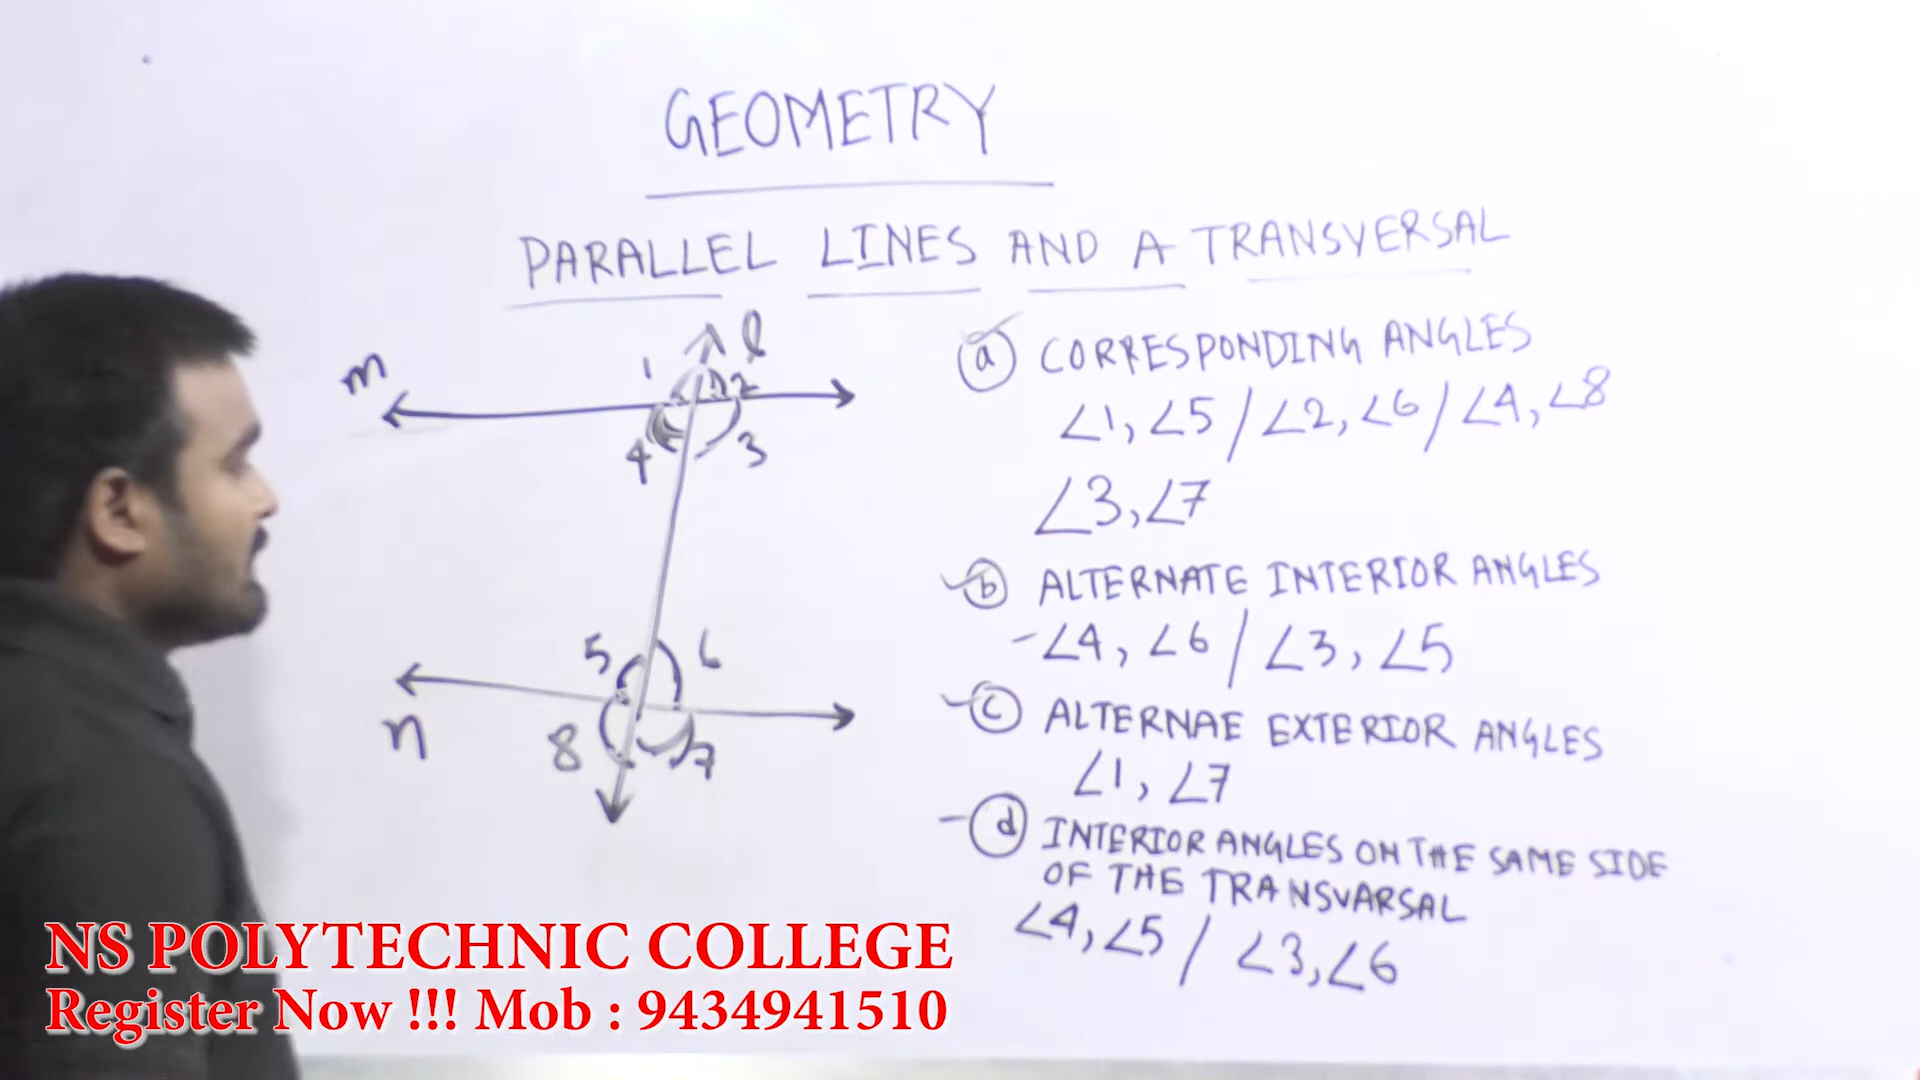 GEOMETRY
PARALLEL LINES AND A TRANSVERSAL
l
m
1 2
4 3
5 6
n
8 7
(a) CORRESPONDING ANGLES
∠1, ∠5 / ∠2, ∠6 / ∠4, ∠8
∠3, ∠7
(b) ALTERNATE INTERIOR ANGLES
- ∠4, ∠6 / ∠3, ∠5
(c) ALTERNAE EXTERIOR ANGLES
∠1, ∠7
(d) INTERIOR ANGLES ON THE SAME SIDE
OF THE TRANSVARSAL
∠4, ∠5 / ∠3, ∠6
NS POLYTECHNIC COLLEGE
Register Now !!! Mob : 9434941510